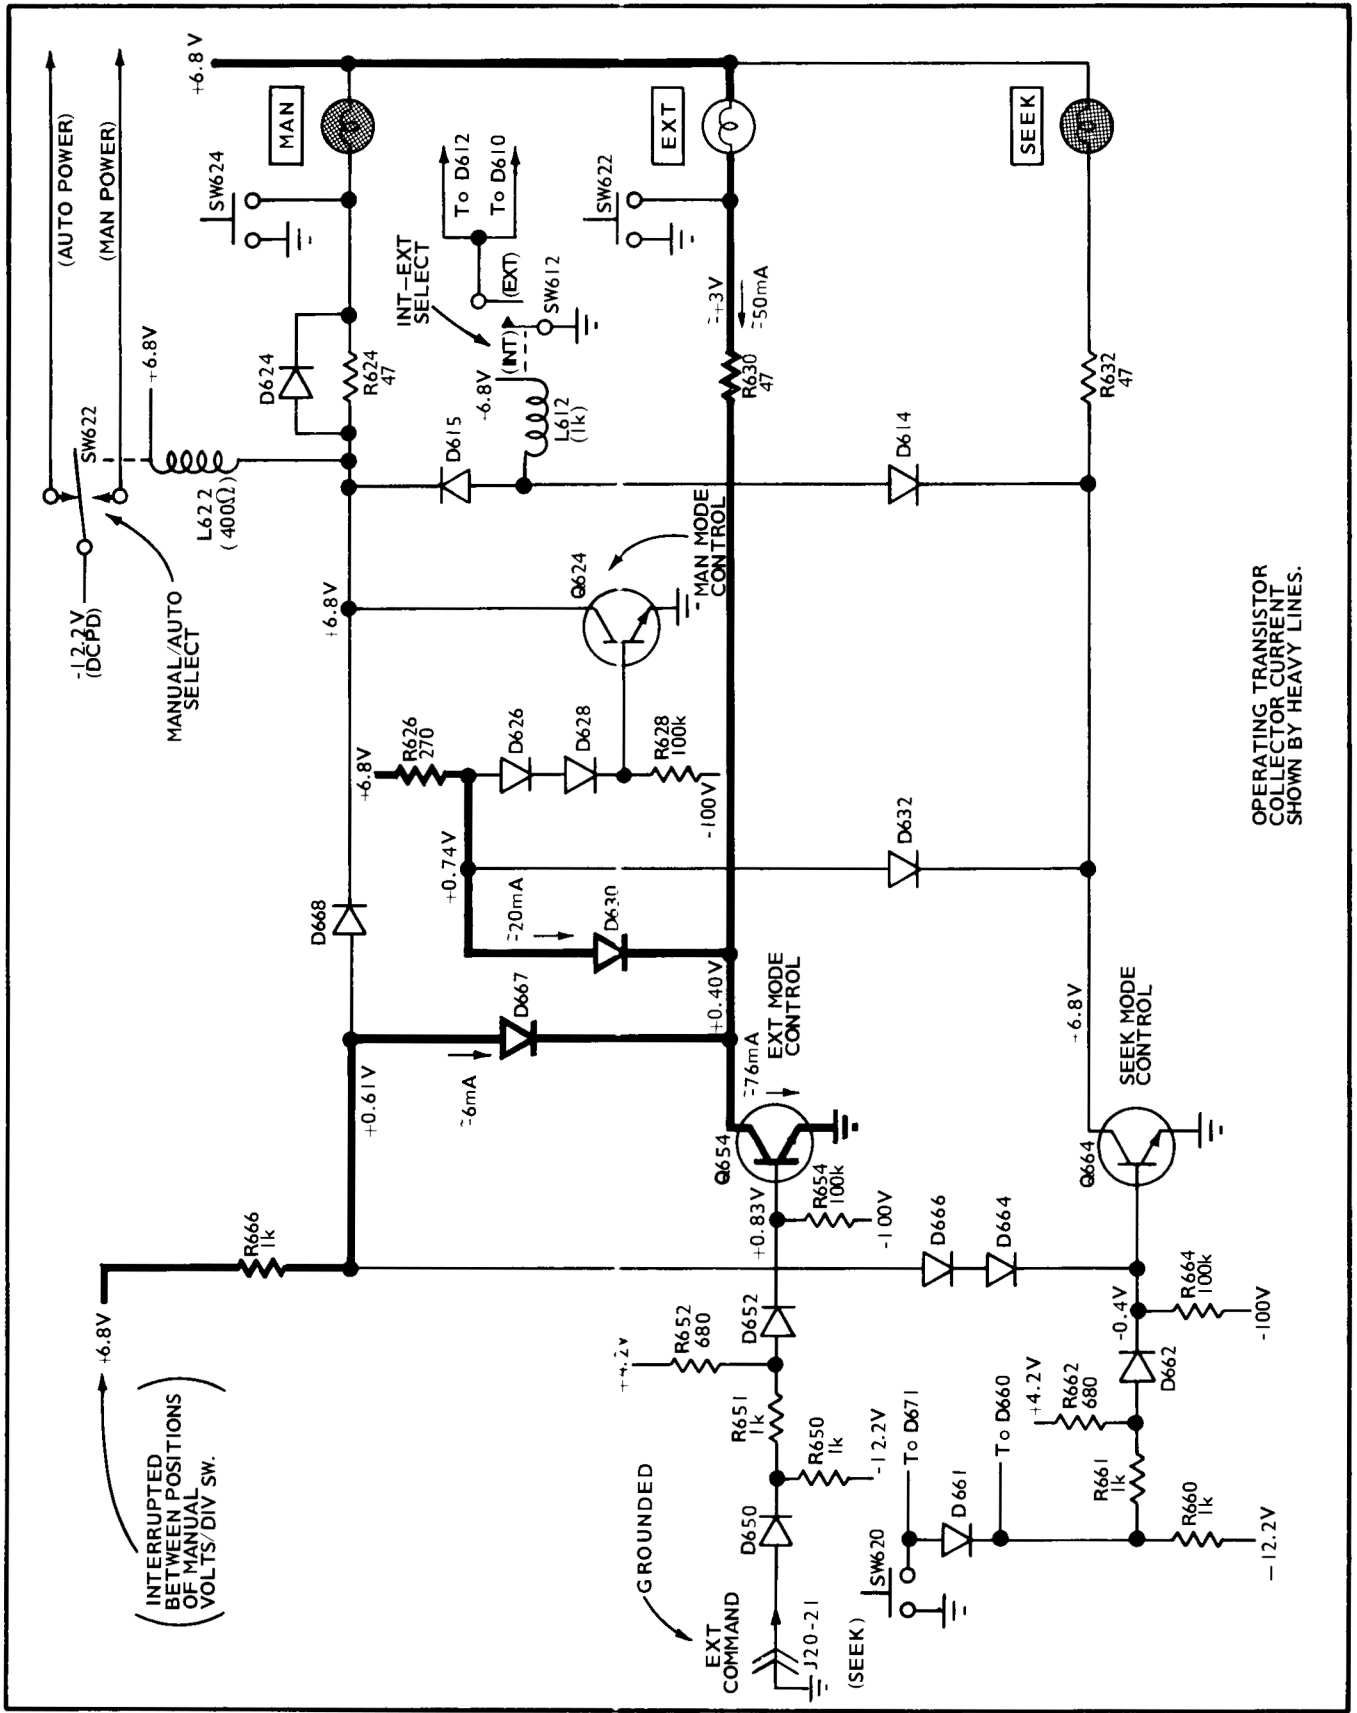 +6.8V
INTERRUPTED
BETWEEN POSITIONS
OF MANUAL
VOLTS/DIV SW.
R666
1k
+0.61V
D668
~6mA
D667
-12.2V
(DCPD)
MANUAL/AUTO
SELECT
SW622
+6.8V
L622
(400Ω)
(AUTO POWER)
(MAN POWER)
+6.8V
MAN
SW624
D624
R624
47
+6.8V
+6.8V
R626
270
+0.74V
D626
D628
R628
100k
-100V
~20mA
D630
Q624
MAN MODE
CONTROL
D615
INT-EXT
SELECT
-6.8V
(INT)
(EXT)
L612
(1k)
SW612
To D612
To D610
EXT
SW622
~+3V
~50mA
R630
47
+0.40V
~76mA
EXT MODE
CONTROL
Q654
+0.83V
R654
100k
-100V
D652
+4.2V
R652
680
R651
1k
R650
1k
-12.2V
D650
GROUNDED
EXT
COMMAND
J20-21
(SEEK)
SW620
To D671
D661
To D660
+4.2V
R662
680
R661
1k
R660
1k
-12.2V
D662
-0.4V
R664
100k
-100V
D666
D664
Q664
SEEK MODE
CONTROL
-6.8V
D632
D614
R632
47
SEEK
OPERATING TRANSISTOR
COLLECTOR CURRENT
SHOWN BY HEAVY LINES.